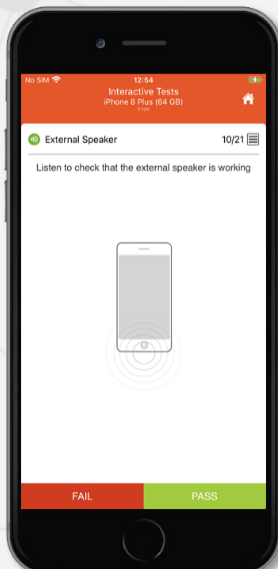 No SIM 12:54
Interactive Tests
iPhone 8 Plus (64 GB)
External Speaker 10/21
Listen to check that the external speaker is working
FAIL PASS